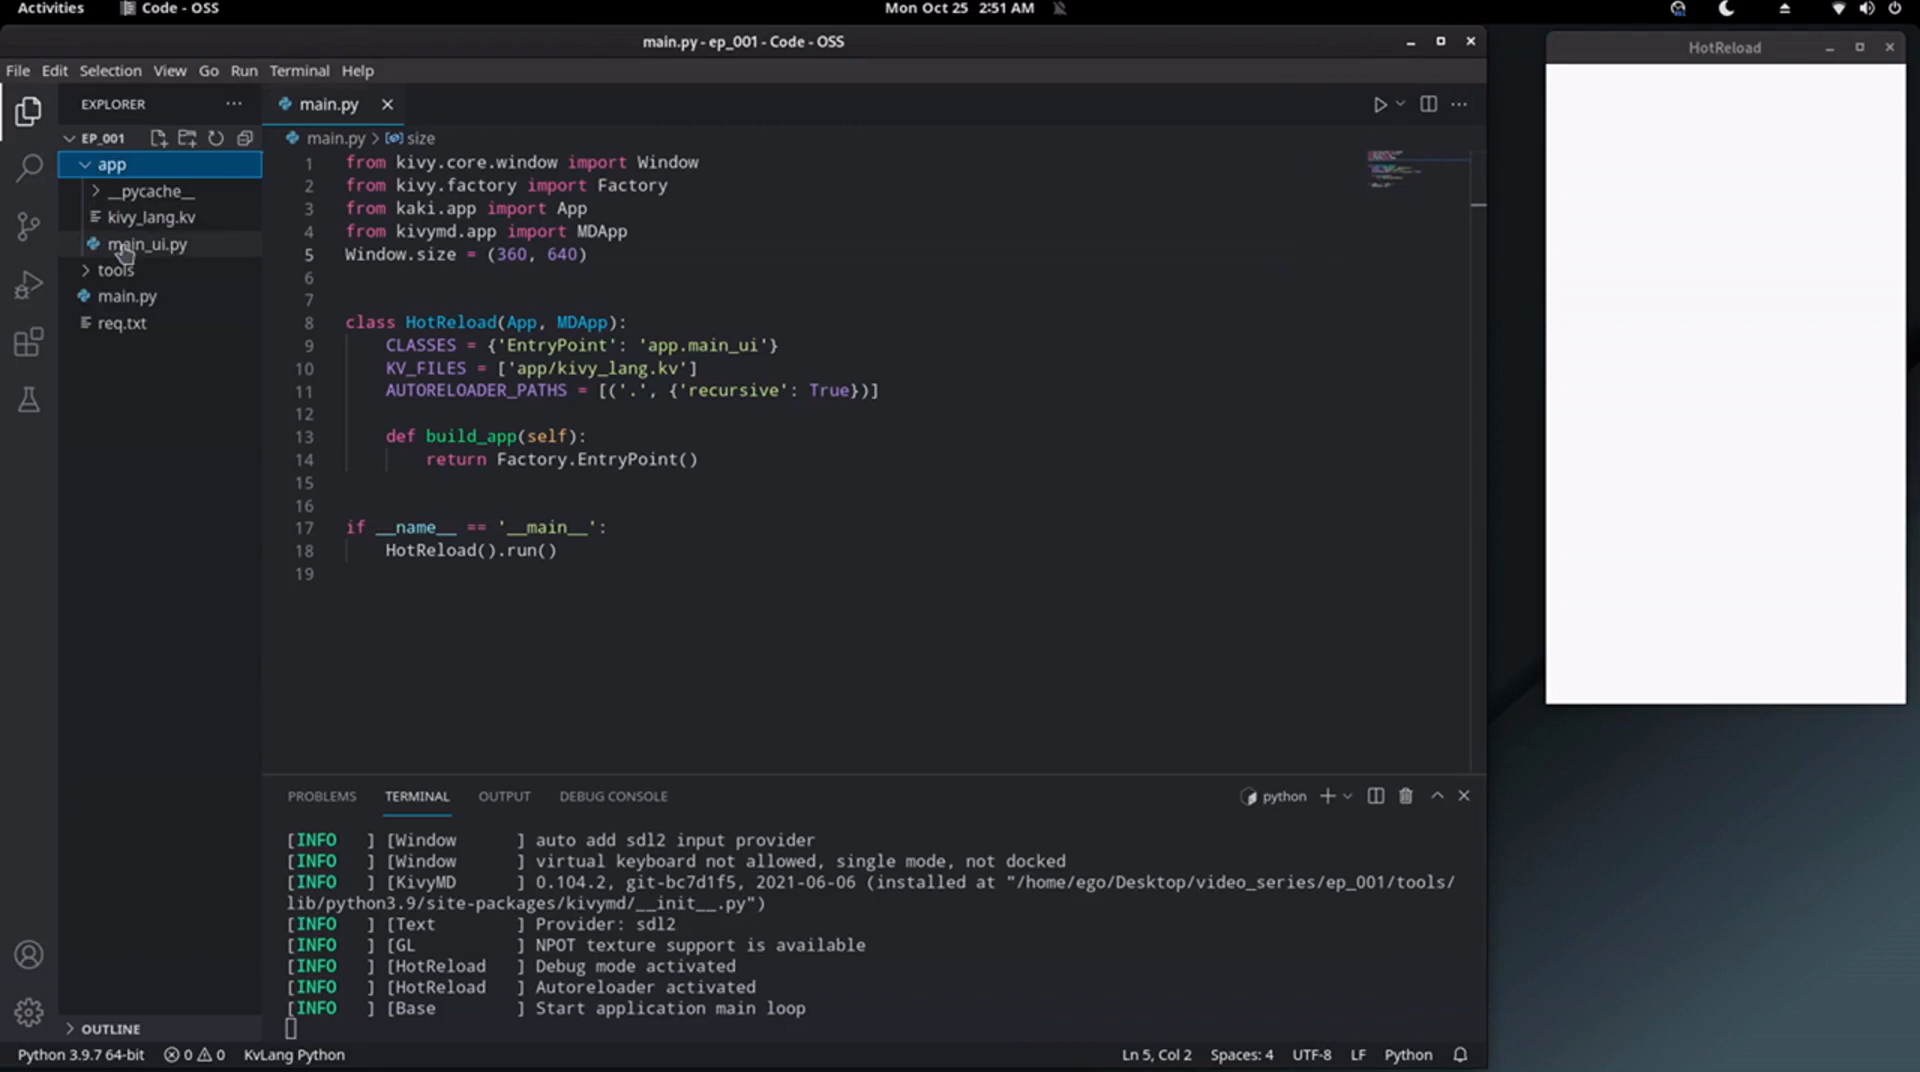 Activities
Code - OSS
Mon Oct 25 2:51 AM
main.py - ep_001 - Code - OSS
HotReload
File Edit Selection View Go Run Terminal Help
EXPLORER
main.py
EP_001
main.py > size
app
__pycache__
kivy_lang.kv
main_ui.py
tools
main.py
req.txt
1 from kivy.core.window import Window
2 from kivy.factory import Factory
3 from kaki.app import App
4 from kivymd.app import MDApp
5 Window.size = (360, 640)
6
7
8 class HotReload(App, MDApp):
9 CLASSES = {'EntryPoint': 'app.main_ui'}
10 KV_FILES = ['app/kivy_lang.kv']
11 AUTORELOADER_PATHS = [('.', {'recursive': True})]
12
13 def build_app(self):
14 return Factory.EntryPoint()
15
16
17 if __name__ == '__main__':
18 HotReload().run()
19
PROBLEMS TERMINAL OUTPUT DEBUG CONSOLE
python
[INFO   ] [Window      ] auto add sdl2 input provider
[INFO   ] [Window      ] virtual keyboard not allowed, single mode, not docked
[INFO   ] [KivyMD      ] 0.104.2, git-bc7d1f5, 2021-06-06 (installed at "/home/ego/Desktop/video_series/ep_001/tools/
lib/python3.9/site-packages/kivymd/__init__.py")
[INFO   ] [Text        ] Provider: sdl2
[INFO   ] [GL          ] NPOT texture support is available
[INFO   ] [HotReload   ] Debug mode activated
[INFO   ] [HotReload   ] Autoreloader activated
[INFO   ] [Base        ] Start application main loop
OUTLINE
Python 3.9.7 64-bit 0 0 KvLang Python
Ln 5, Col 2 Spaces: 4 UTF-8 LF Python